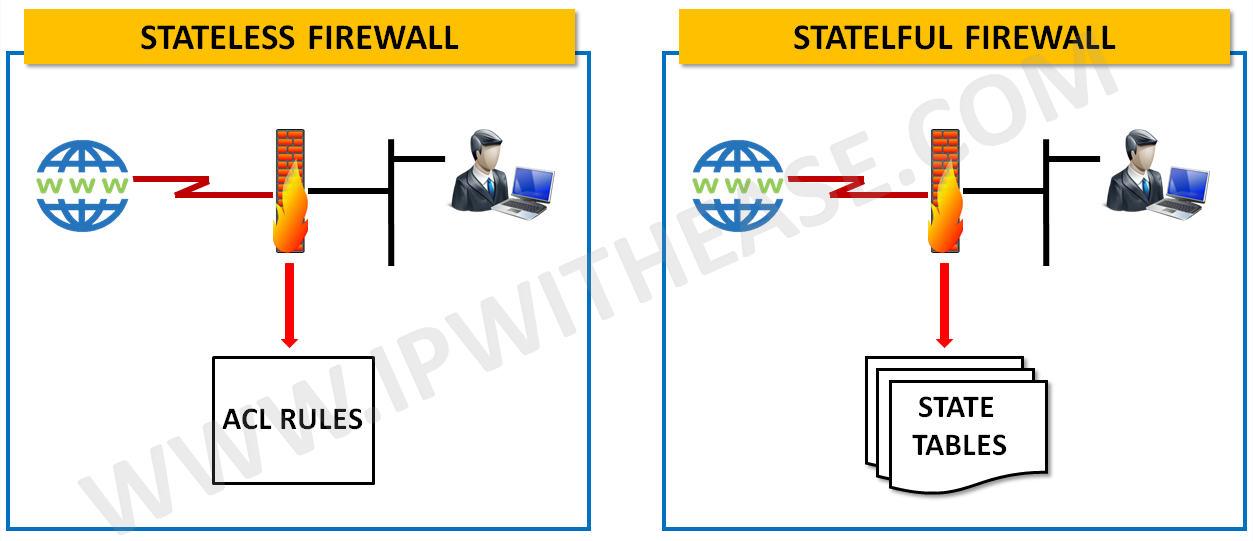 STATELESS FIREWALL
STATELFUL FIREWALL
WWW
WWW
ACL RULES
STATE
TABLES
WWW.IPWITHEASE.COM